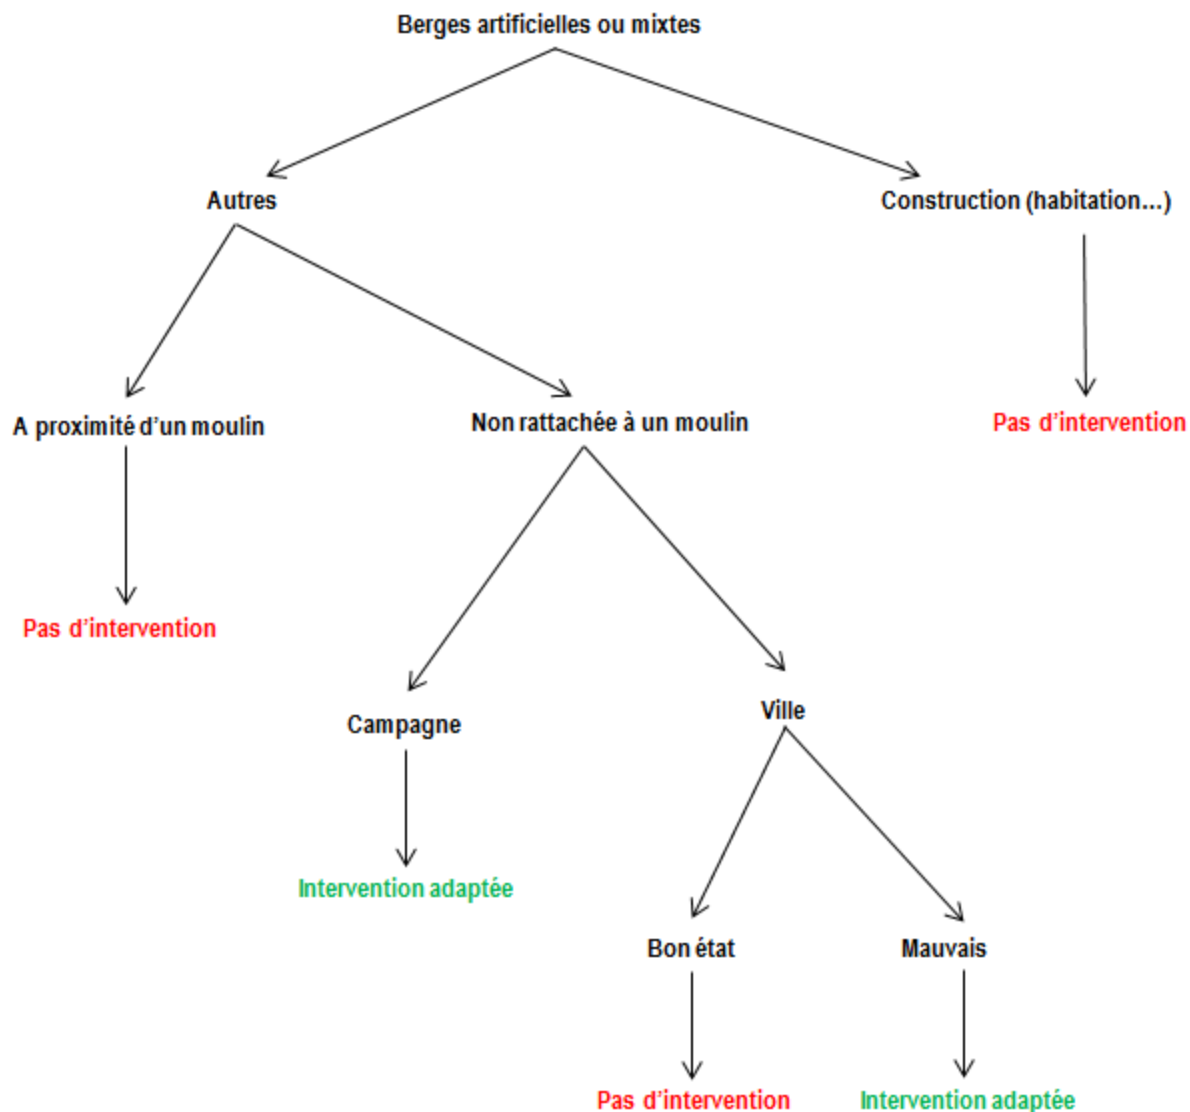 Berges artificielles ou mixtes
Autres
Construction (habitation...)
A proximité d'un moulin
Non rattachée à un moulin
Pas d'intervention
Pas d'intervention
Campagne
Ville
Intervention adaptée
Bon état
Mauvais
Pas d'intervention
Intervention adaptée